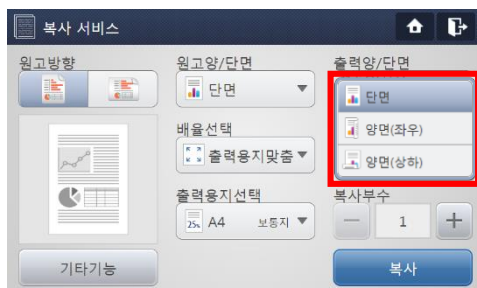 복사 서비스
원고방향
원고양/단면
출력양/단면
단면
단면
양면(좌우)
양면(상하)
배율선택
출력용지맞춤
출력용지선택
복사부수
25% A4 보통지
1
기타기능
복사